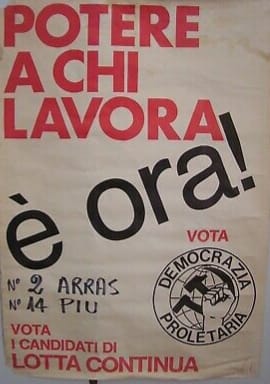 POTERE
A CHI
LAVORA
è ora!
VOTA
DEMOCRAZIA
PROLETARIA
N° 2 ARRAS
N° 14 PIU
VOTA
I CANDIDATI DI
LOTTA CONTINUA